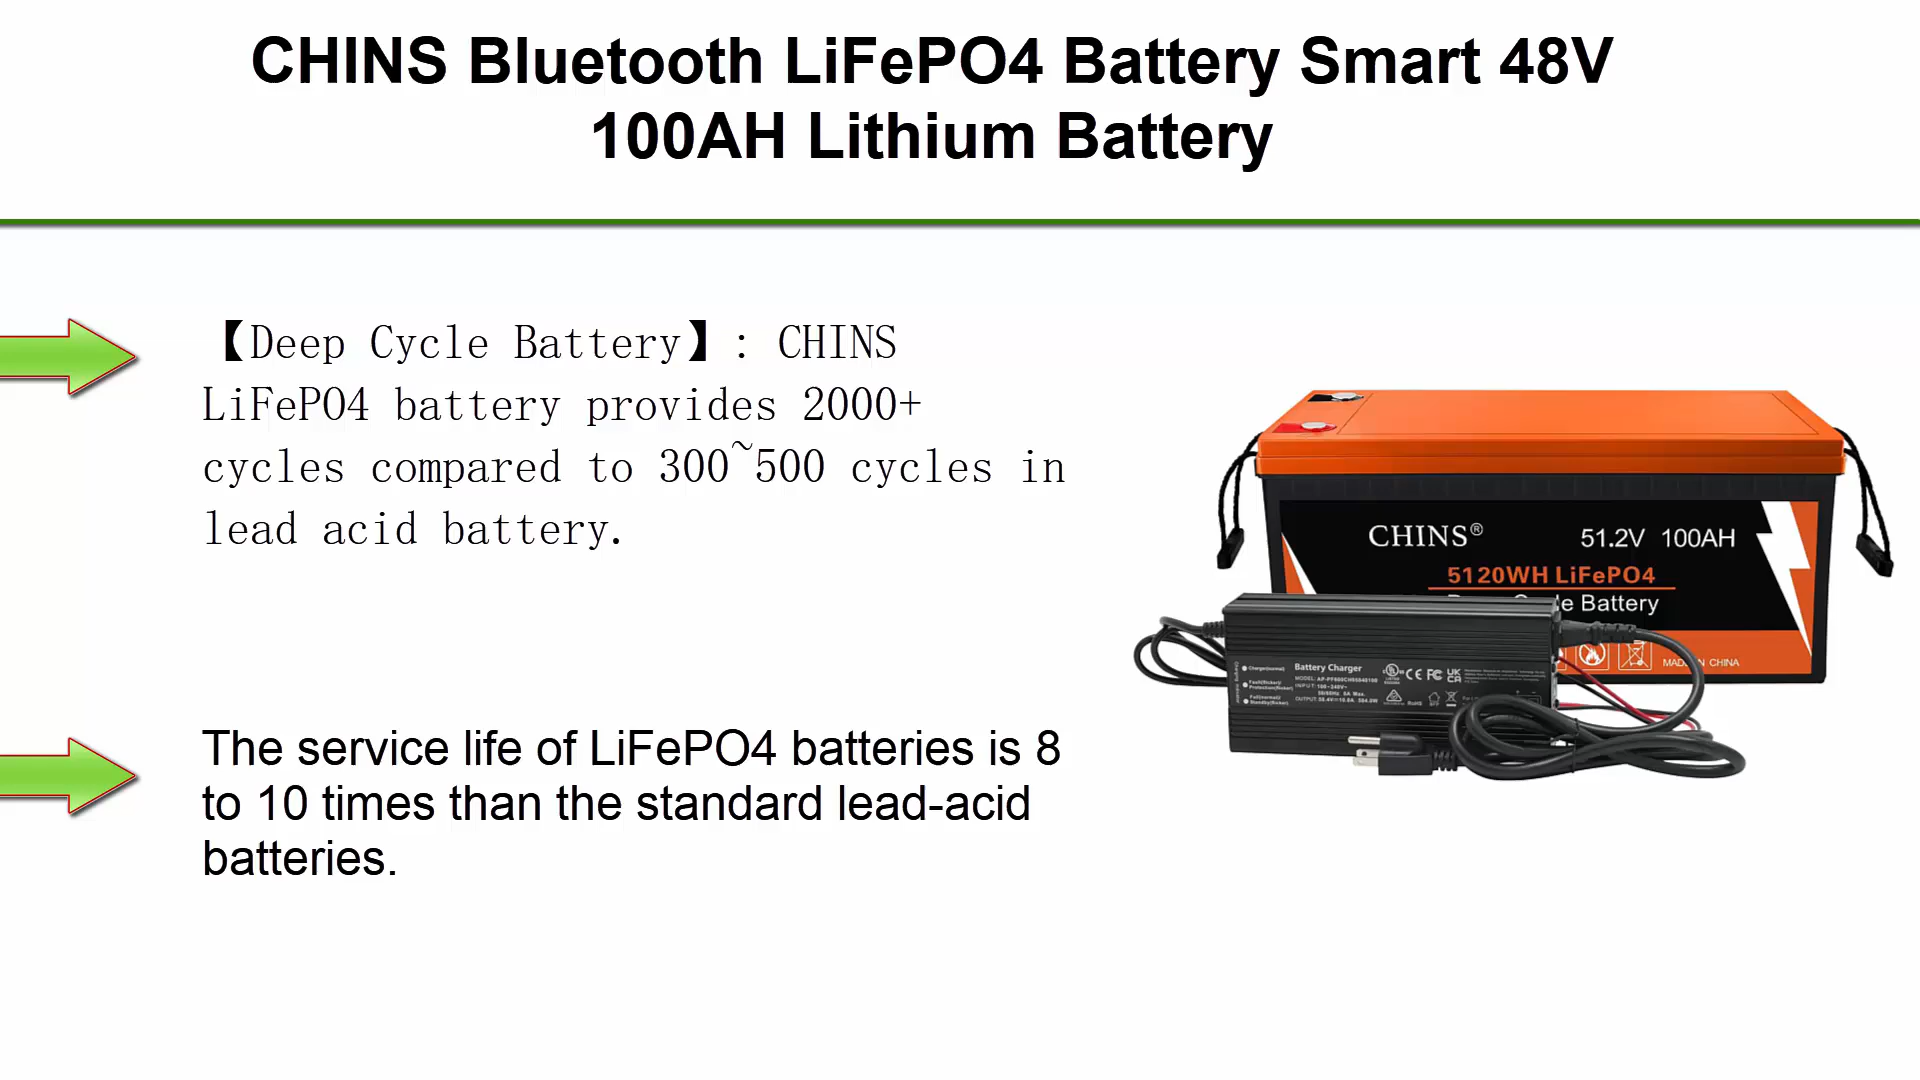 CHINS Bluetooth LiFePO4 Battery Smart 48V
100AH Lithium Battery
【Deep Cycle Battery】: CHINS
LiFePO4 battery provides 2000+
cycles compared to 300~500 cycles in
lead acid battery.
The service life of LiFePO4 batteries is 8
to 10 times than the standard lead-acid
batteries.
CHINS® 51.2V 100AH
5120WH LiFePO4
Battery
CHINA
Battery Charger